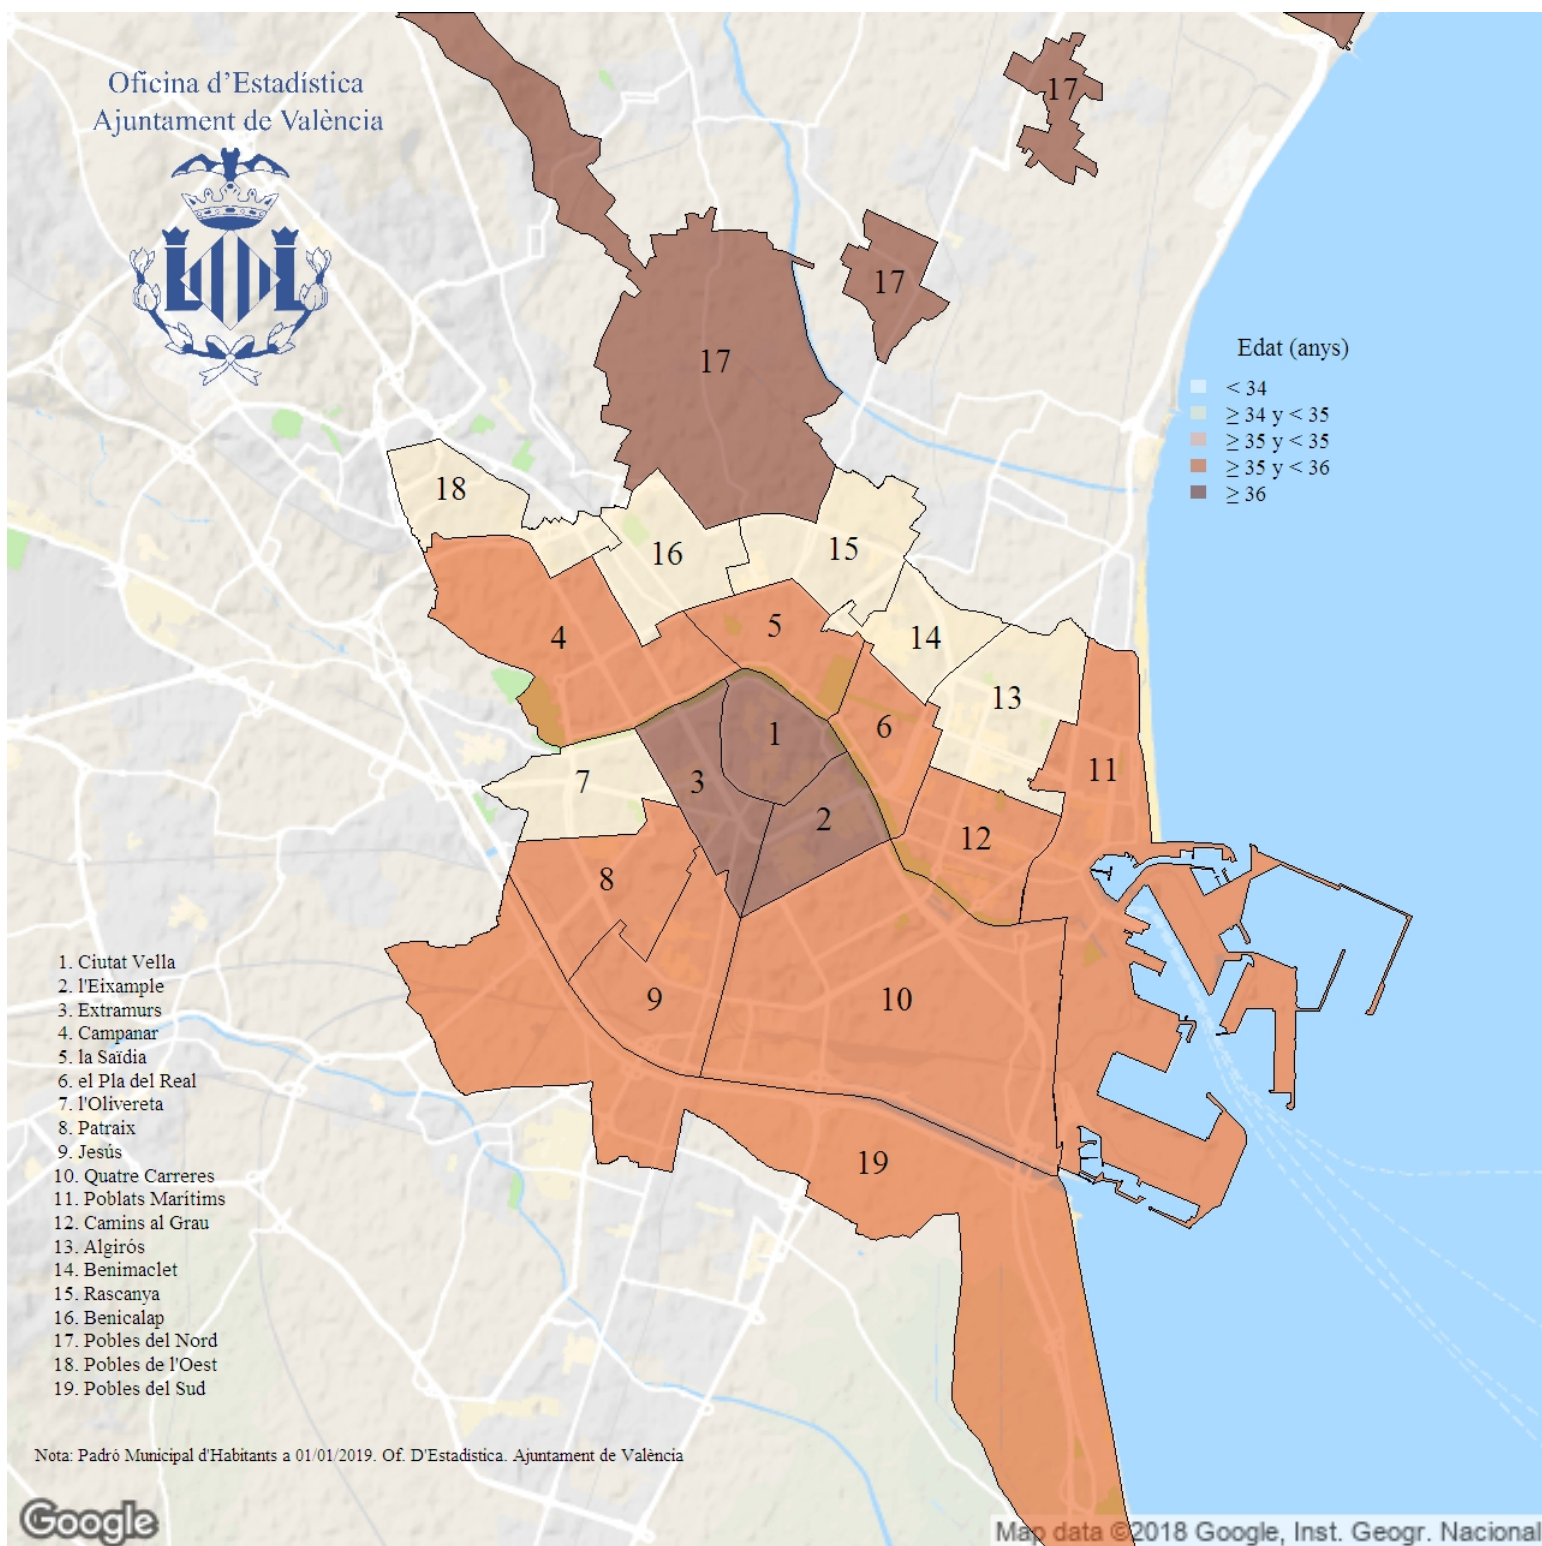 Oficina d'Estadística
Ajuntament de València
17
17
17
Edat (anys)
< 34
≥ 34 y < 35
≥ 35 y < 35
≥ 35 y < 36
≥ 36
18
16
15
4
5
14
13
6
1
3
7
11
2
12
8
9
10
19
1. Ciutat Vella
2. l'Eixample
3. Extramurs
4. Campanar
5. la Saïdia
6. el Pla del Real
7. l'Olivereta
8. Patraix
9. Jesús
10. Quatre Carreres
11. Poblats Marítims
12. Camins al Grau
13. Algirós
14. Benimaclet
15. Rascanya
16. Benicalap
17. Pobles del Nord
18. Pobles de l'Oest
19. Pobles del Sud
Nota: Padró Municipal d'Habitants a 01/01/2019. Of. D'Estadística. Ajuntament de València
Google
Map data ©2018 Google, Inst. Geogr. Nacional